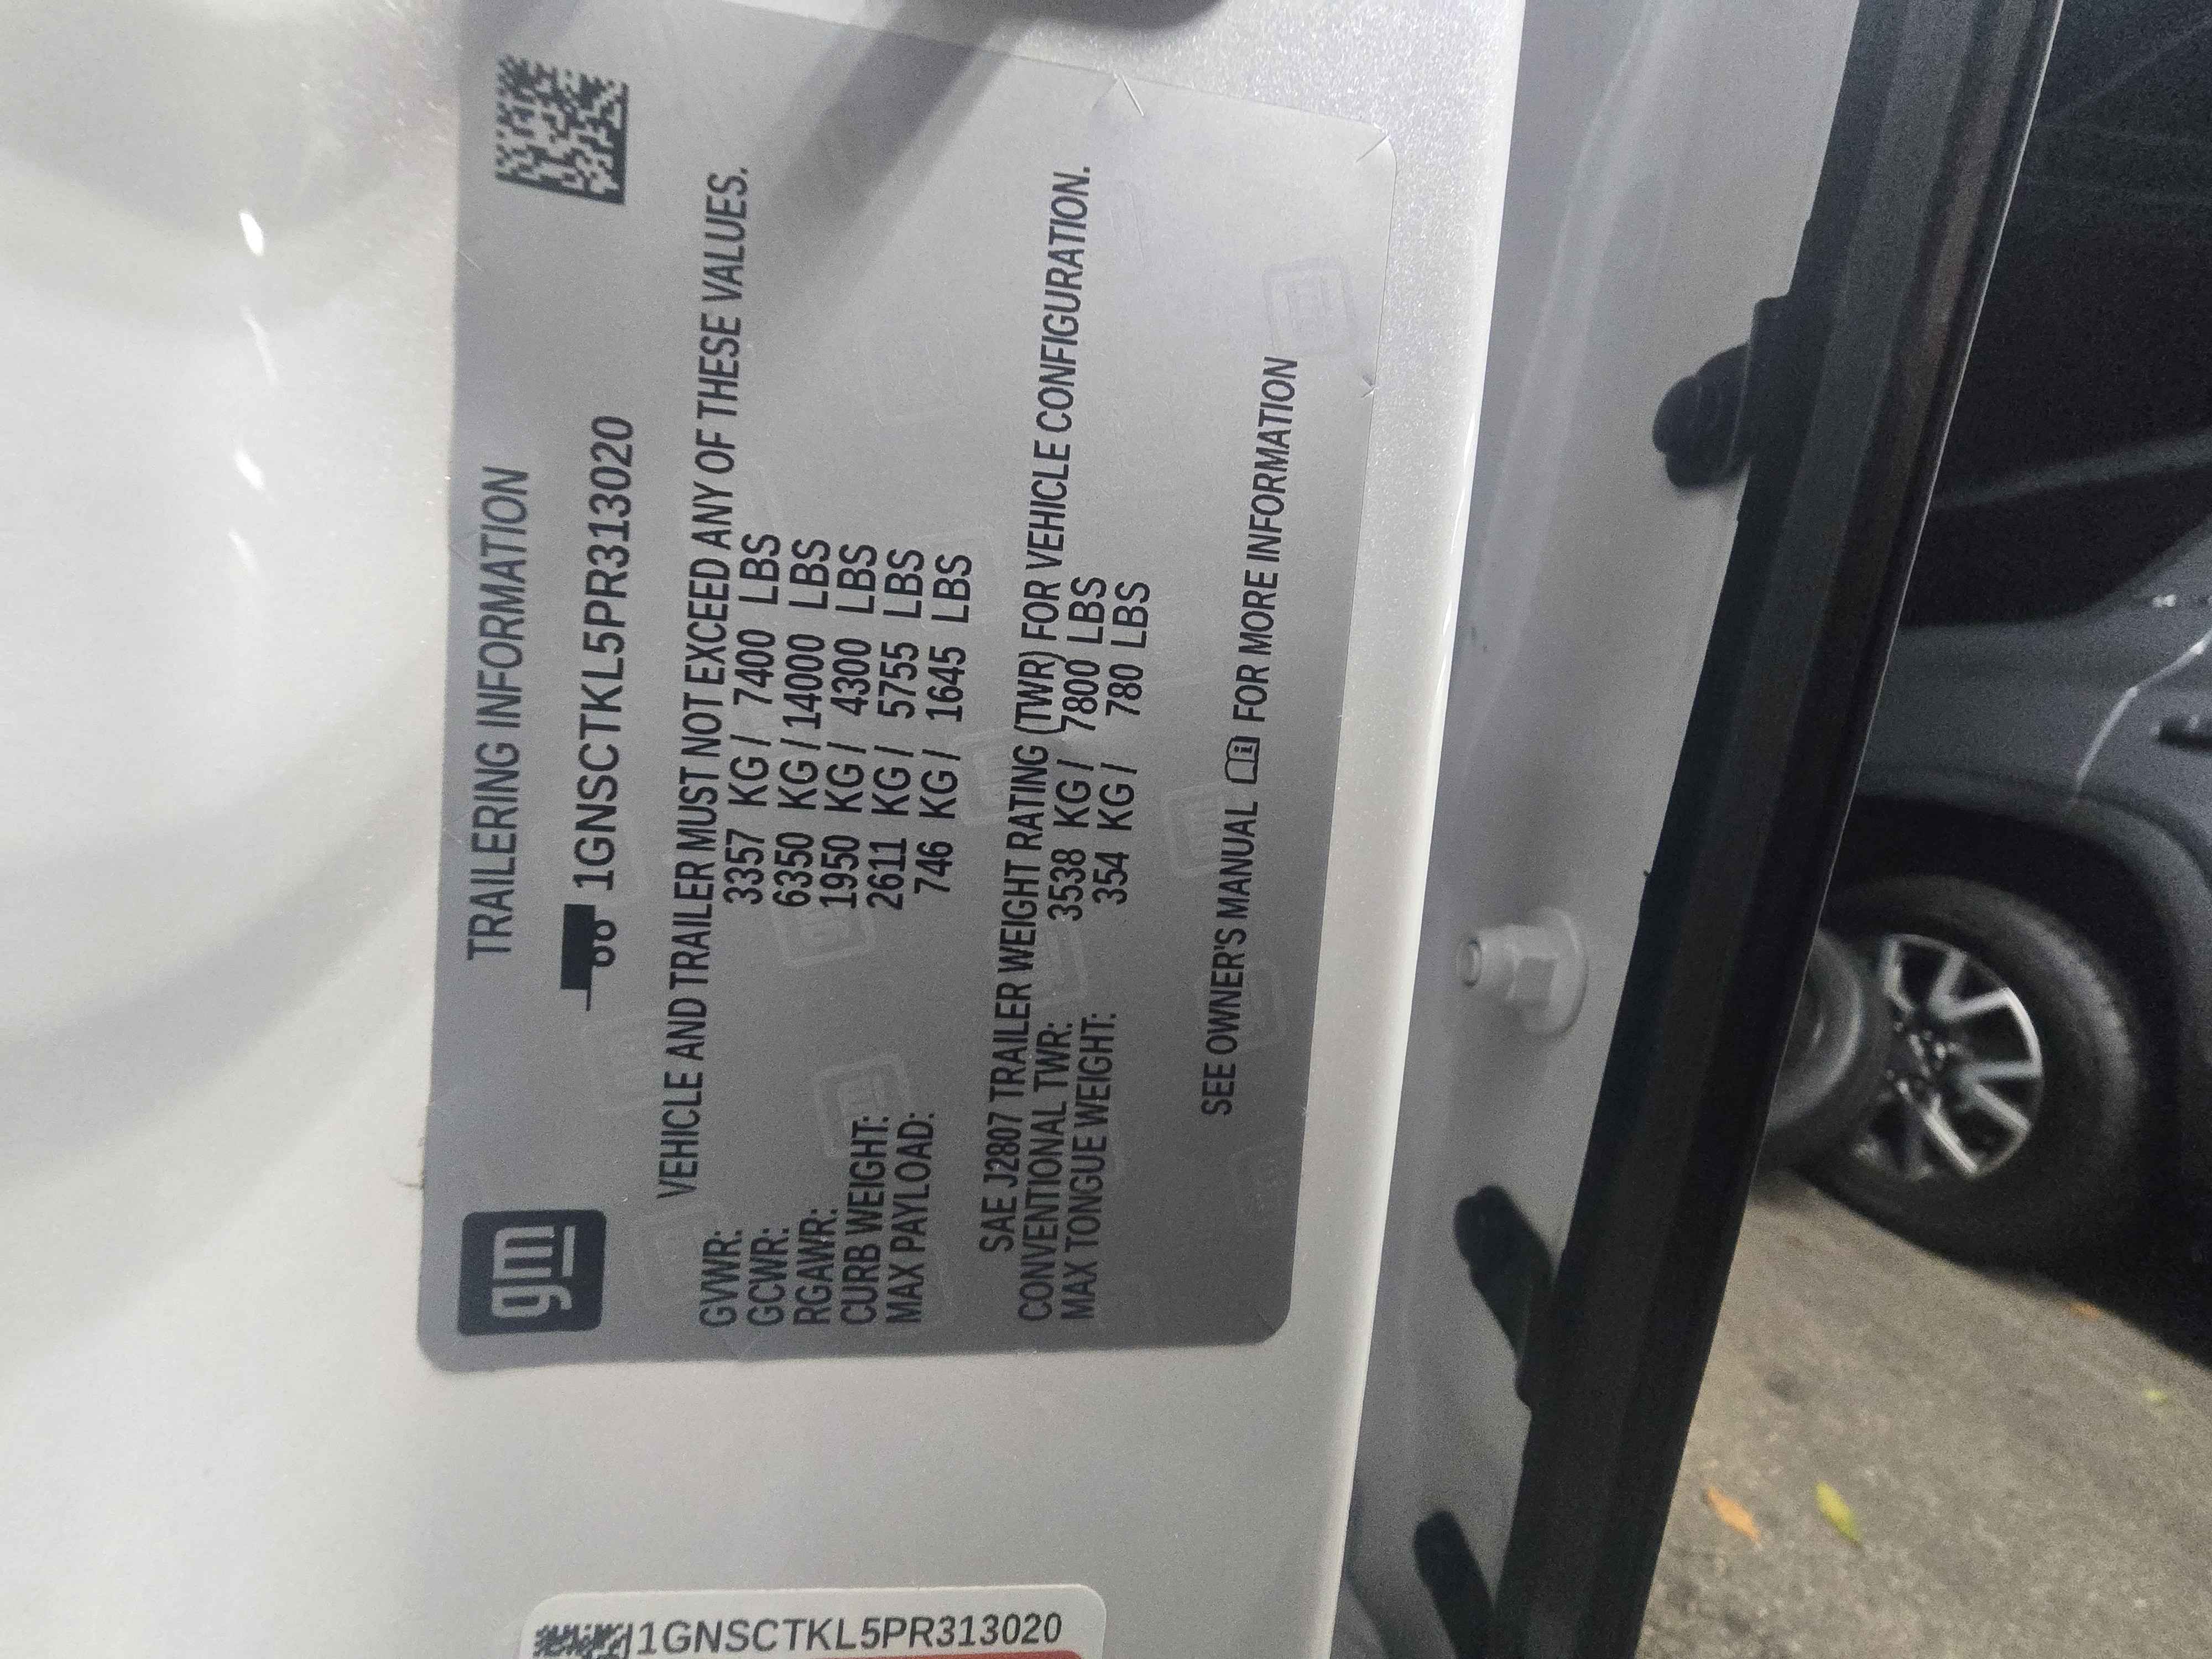 gm
TRAILERING INFORMATION
1GNSCTKL5PR313020
VEHICLE AND TRAILER MUST NOT EXCEED ANY OF THESE VALUES.
GVWR: 3357 KG / 7400 LBS
GCWR: 6350 KG / 14000 LBS
RGAWR: 1950 KG / 4300 LBS
CURB WEIGHT: 2611 KG / 5755 LBS
MAX PAYLOAD: 746 KG / 1645 LBS
SAE J2807 TRAILER WEIGHT RATING (TWR) FOR VEHICLE CONFIGURATION.
CONVENTIONAL TWR: 3538 KG / 7800 LBS
MAX TONGUE WEIGHT: 354 KG / 780 LBS
SEE OWNER'S MANUAL FOR MORE INFORMATION
1GNSCTKL5PR313020